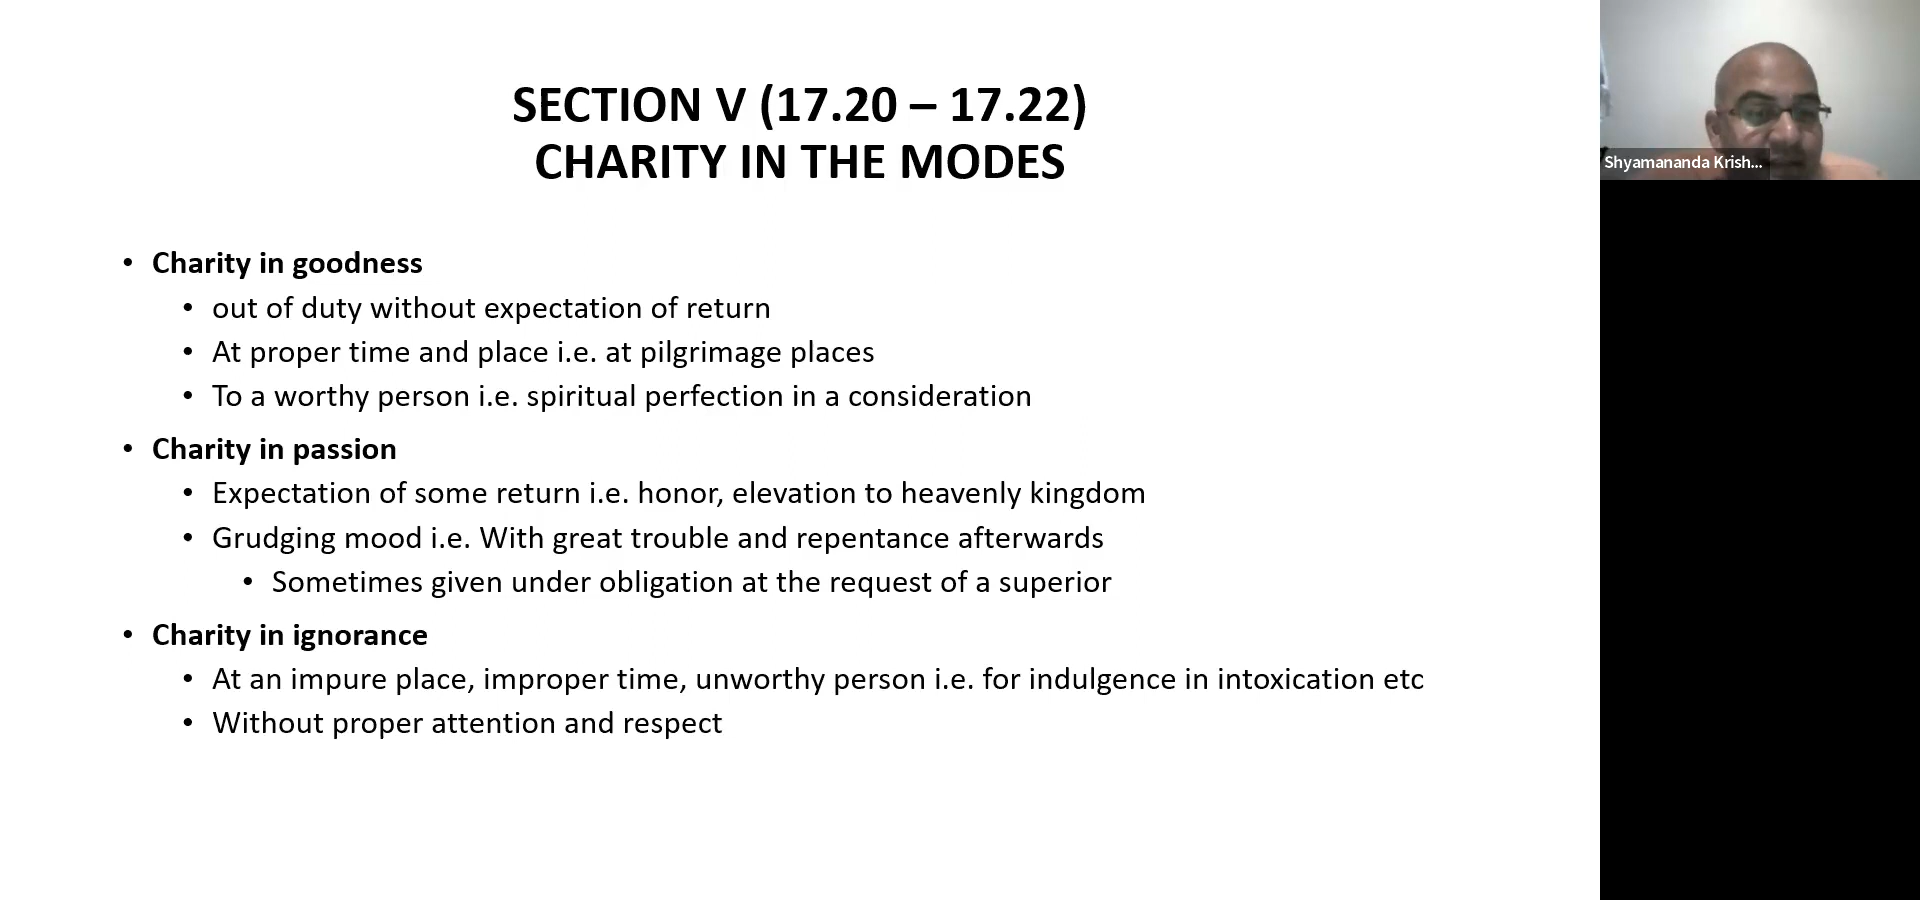 SECTION V (17.20 – 17.22)
CHARITY IN THE MODES
• Charity in goodness
• out of duty without expectation of return
• At proper time and place i.e. at pilgrimage places
• To a worthy person i.e. spiritual perfection in a consideration
• Charity in passion
• Expectation of some return i.e. honor, elevation to heavenly kingdom
• Grudging mood i.e. With great trouble and repentance afterwards
• Sometimes given under obligation at the request of a superior
• Charity in ignorance
• At an impure place, improper time, unworthy person i.e. for indulgence in intoxication etc
• Without proper attention and respect
Shyamananda Krish...